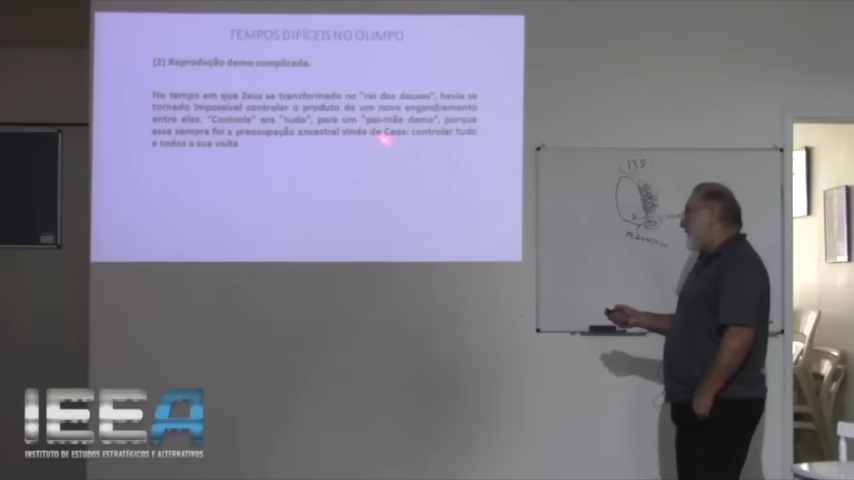 TEMPOS DIFÍCEIS NO OLIMPO
(2) Reprodução demo complicada.
No tempo em que Zeus se transformado no "rei dos deuses", havia se
tornado impossível controlar o produto de um novo engendramento
entre eles. "Controle" era "tudo", para um "pai-mãe demo", porque
essa sempre foi a preocupação ancestral vinda de Caos: controlar tudo
e todos a sua volta
135
IEEA
INSTITUTO DE ESTUDOS ESTRATÉGICOS E ALTERNATIVOS